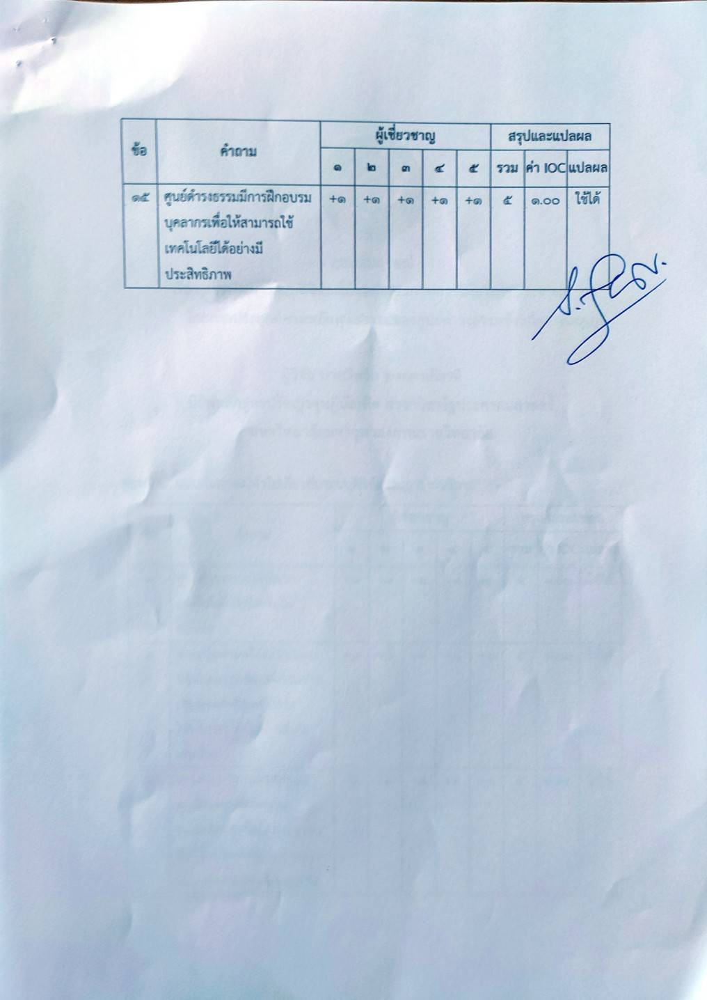 ข้อ คำถาม ผู้เชี่ยวชาญ สรุปและแปลผล
๑ ๒ ๓ ๔ ๕ รวม ค่า IOC แปลผล
๑๕ ศูนย์ดำรงธรรมมีการฝึกอบรม +๑ +๑ +๑ +๑ +๑ ๕ ๑.๐๐ ใช้ได้
บุคลากรเพื่อให้สามารถใช้
เทคโนโลยีได้อย่างมี
ประสิทธิภาพ